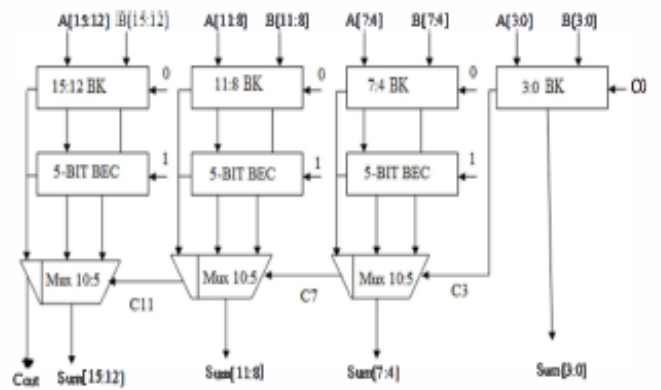 A[15:12] B[15:12] A[11:8] B[11:8] A[7:4] B[7:4] A[3:0] B[3:0]
0 0 0
15:12 BK 11:8 BK 7:4 BK 3:0 BK C0
1 1 1
5-BIT BEC 5-BIT BEC 5-BIT BEC
Mux 10:5 Mux 10:5 Mux 10:5
C11 C7 C3
Cout Sum[15:12] Sum[11:8] Sum[7:4] Sum[3:0]